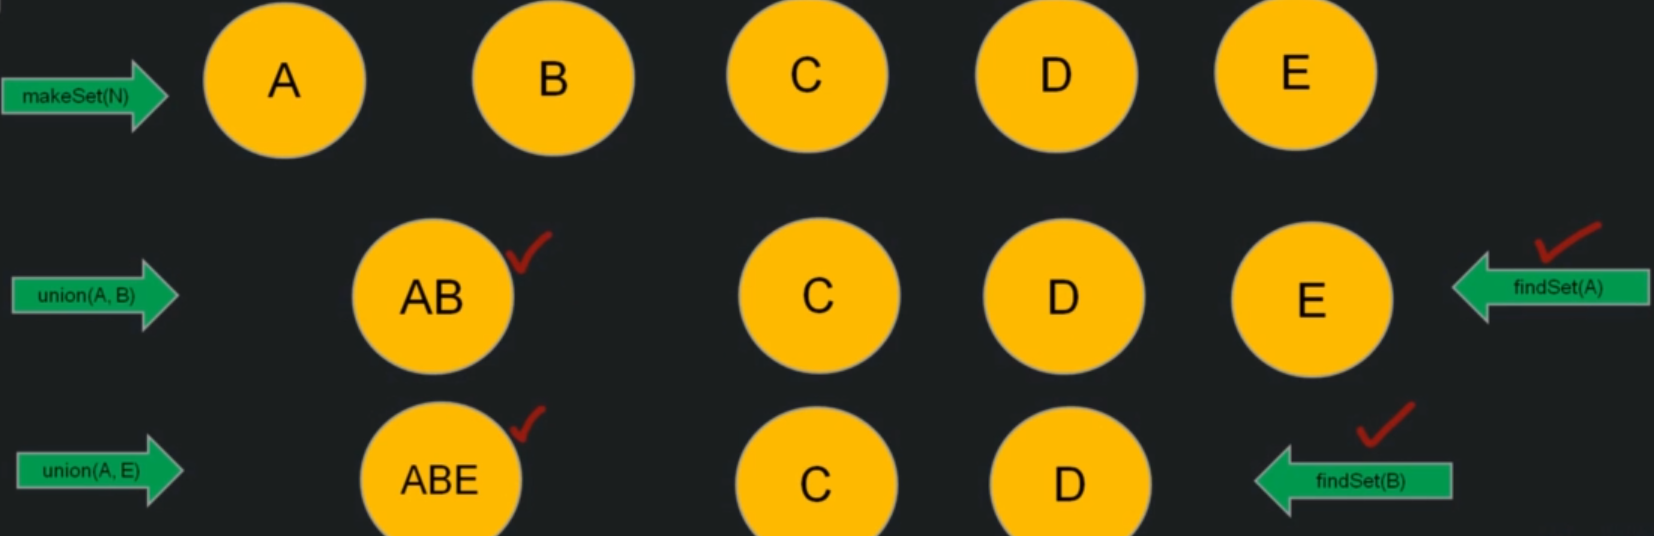 makeSet(N) A B C D E
union(A, B) AB C D E findSet(A)
union(A, E) ABE C D findSet(B)